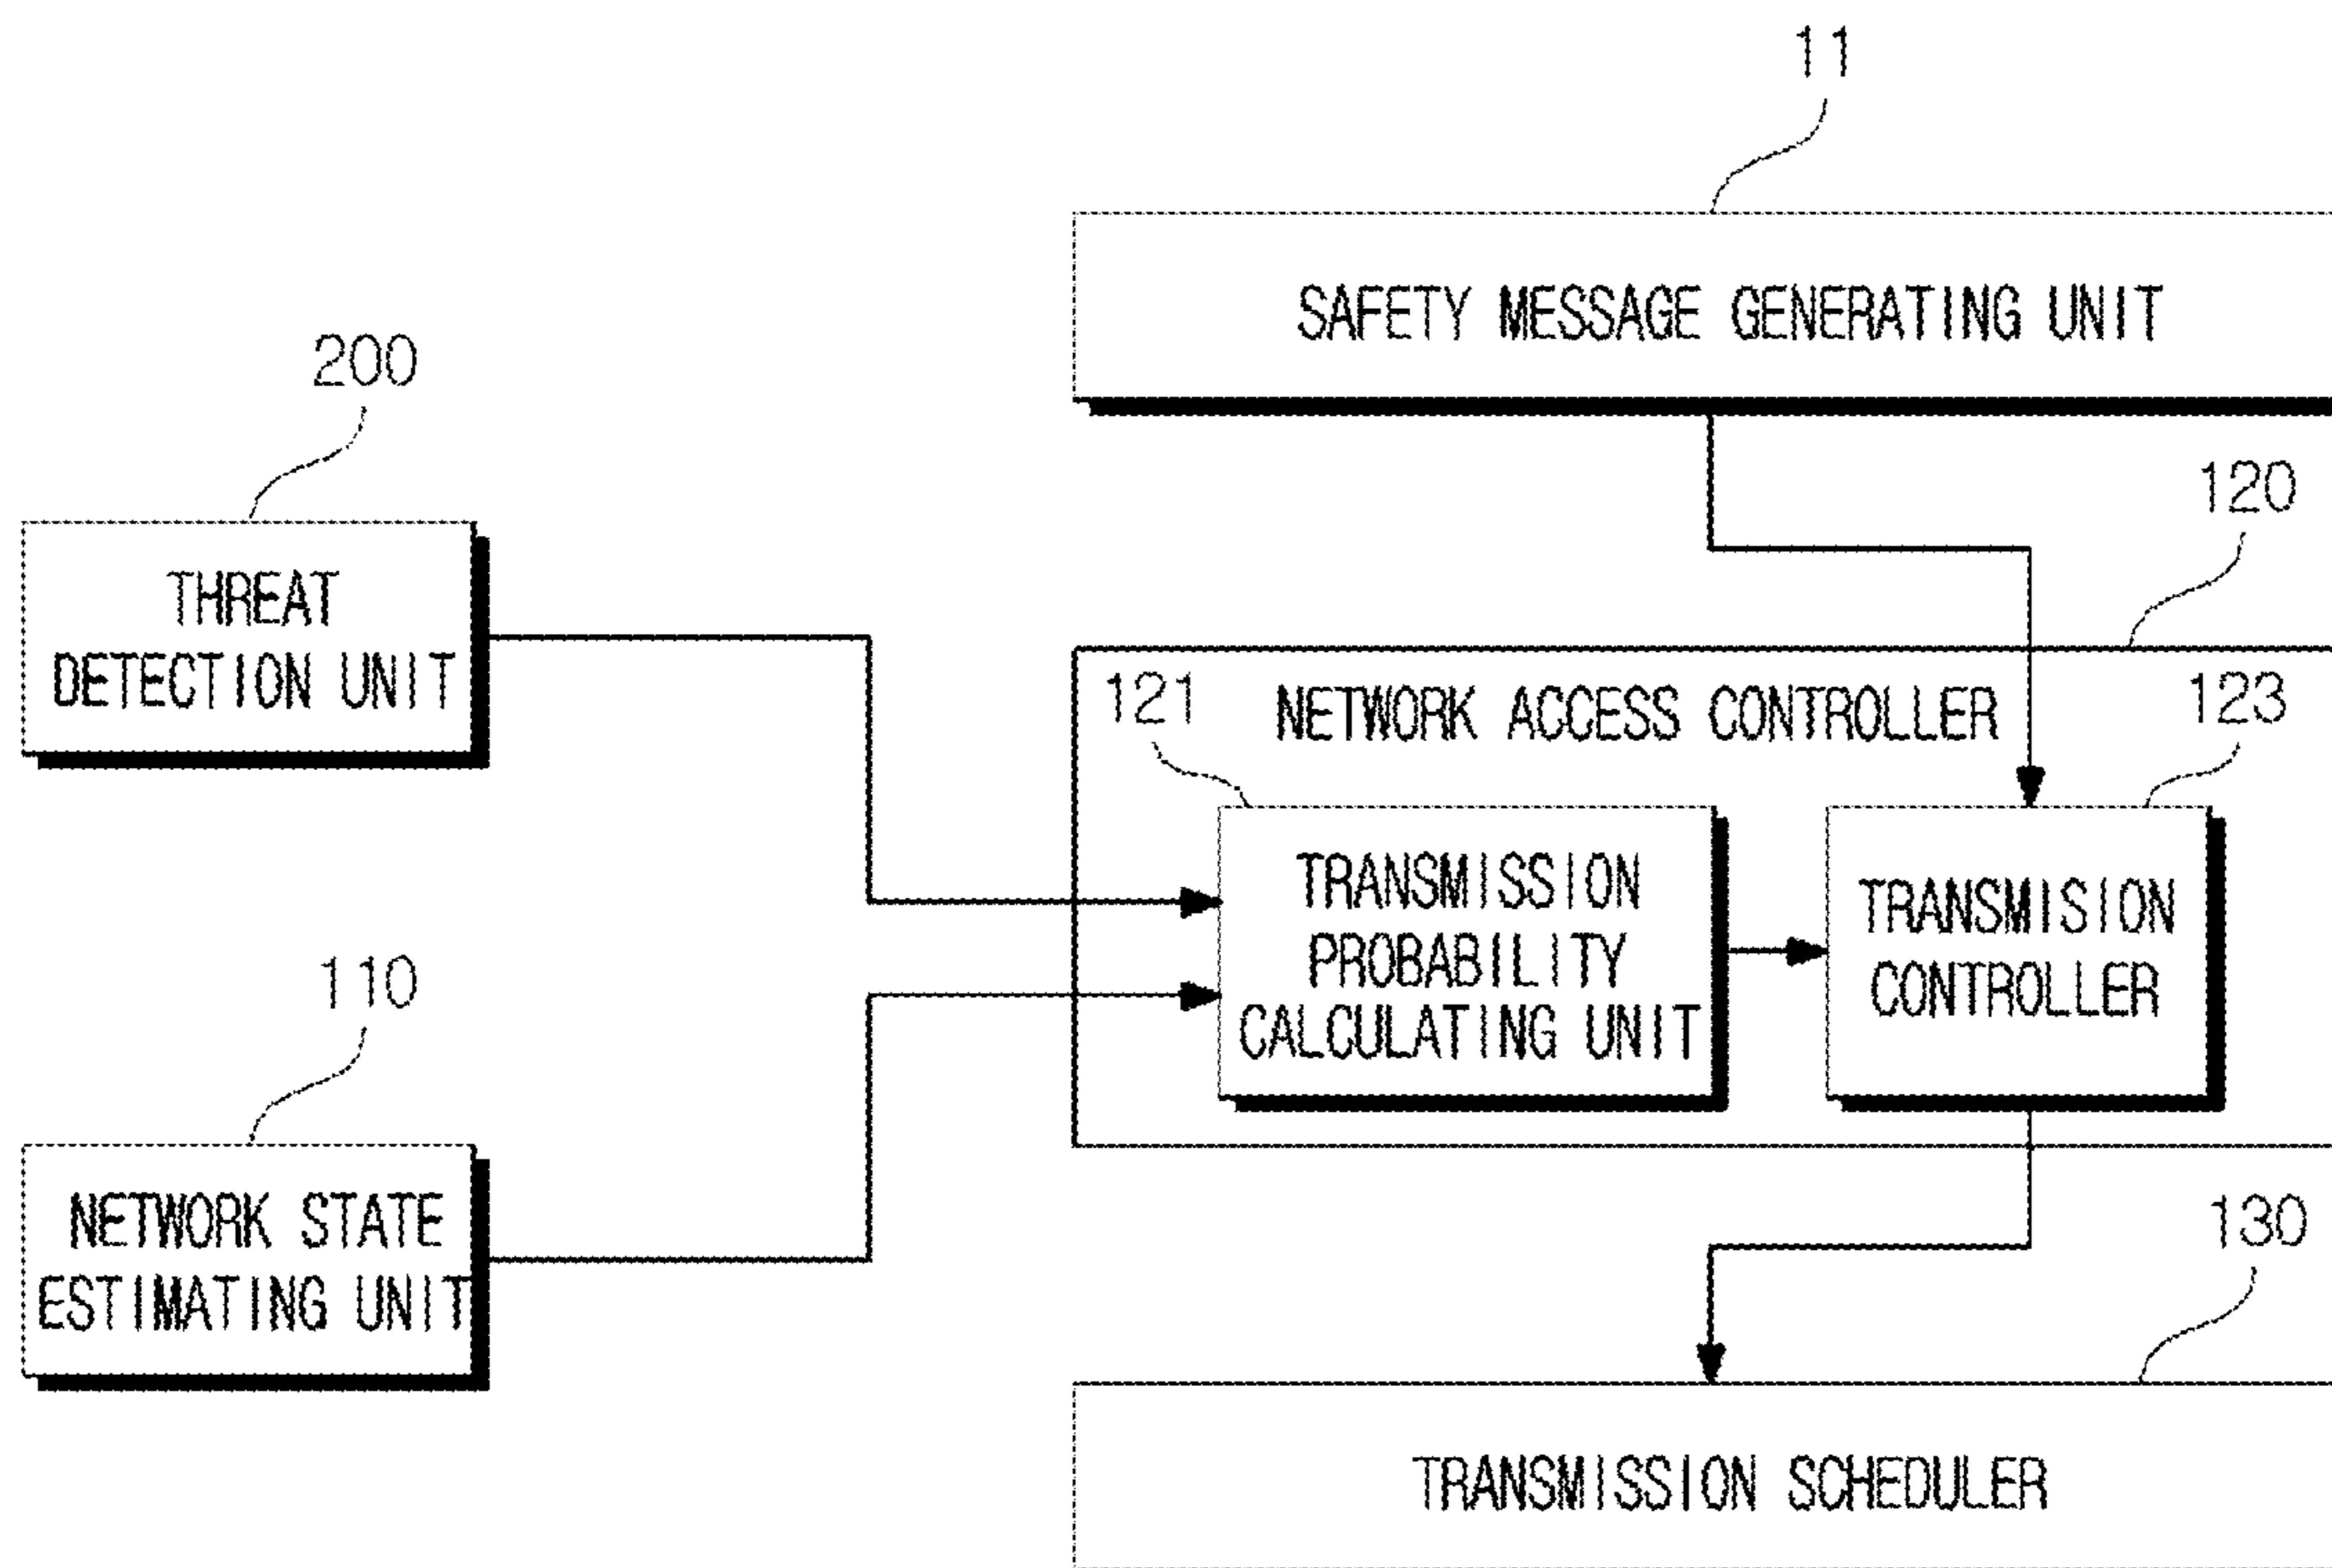 11
SAFETY MESSAGE GENERATING UNIT
200
THREAT
DETECTION UNIT
120
121
NETWORK ACCESS CONTROLLER
123
TRANSMISSION
PROBABILITY
CALCULATING UNIT
TRANSMISION
CONTROLLER
110
NETWORK STATE
ESTIMATING UNIT
130
TRANSMISSION SCHEDULER